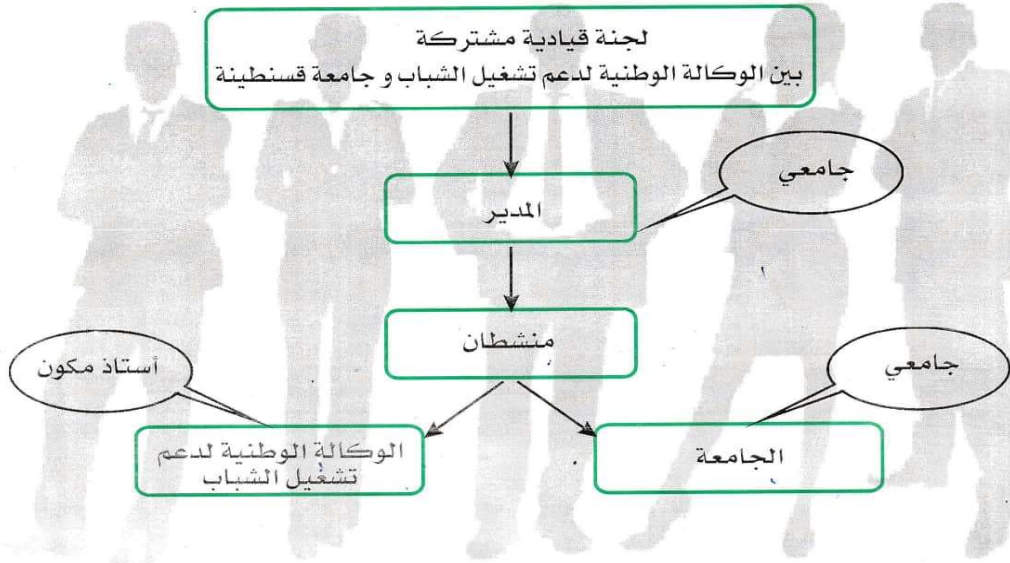 لجنة قيادية مشتركة
بين الوكالة الوطنية لدعم تشغيل الشباب و جامعة قسنطينة
جامعي
المدير
منشطان
جامعي
أستاذ مكون
الجامعة
الوكالة الوطنية لدعم
تشغيل الشباب